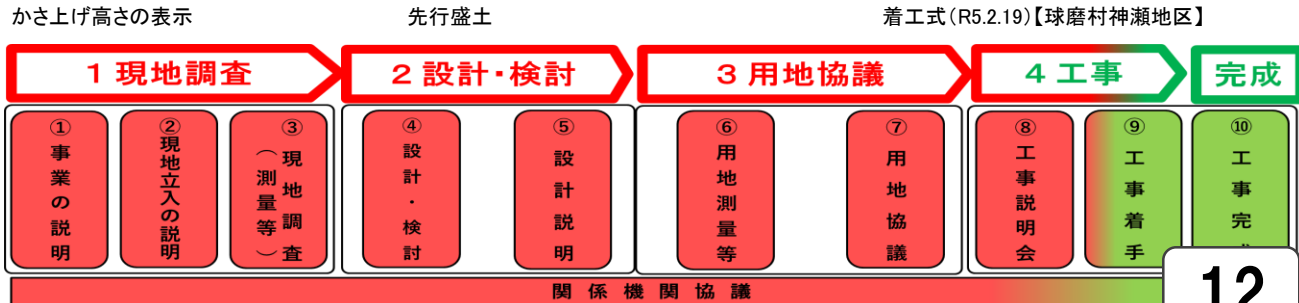 かさ上げ高さの表示
先行盛土
着工式(R5.2.19)【球磨村神瀬地区】
1 現地調査
2 設計・検討
3 用地協議
4 工事
完成
①事業の説明
②現地立入の説明
③現地調査
（測量等）
④設計・検討
⑤設計説明
⑥用地測量等
⑦用地協議
⑧工事説明会
⑨工事着手
⑩工事完
関係機関協議
12